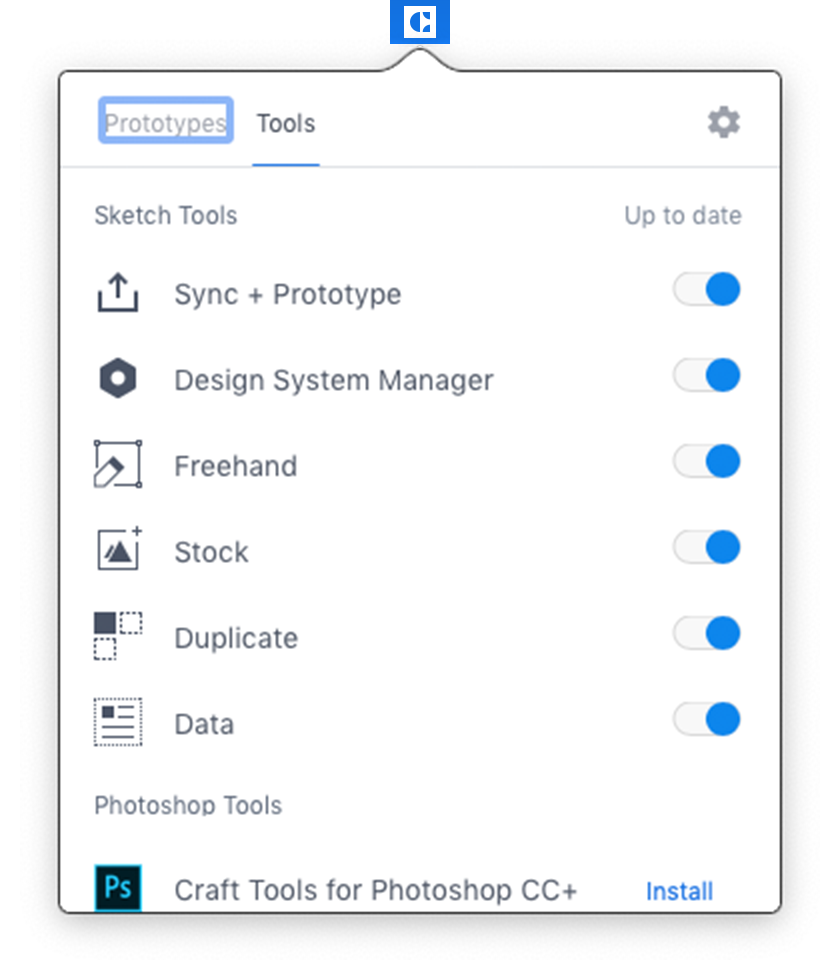 Prototypes Tools
Sketch Tools Up to date
Sync + Prototype
Design System Manager
Freehand
Stock
Duplicate
Data
Photoshop Tools
Ps Craft Tools for Photoshop CC+ Install